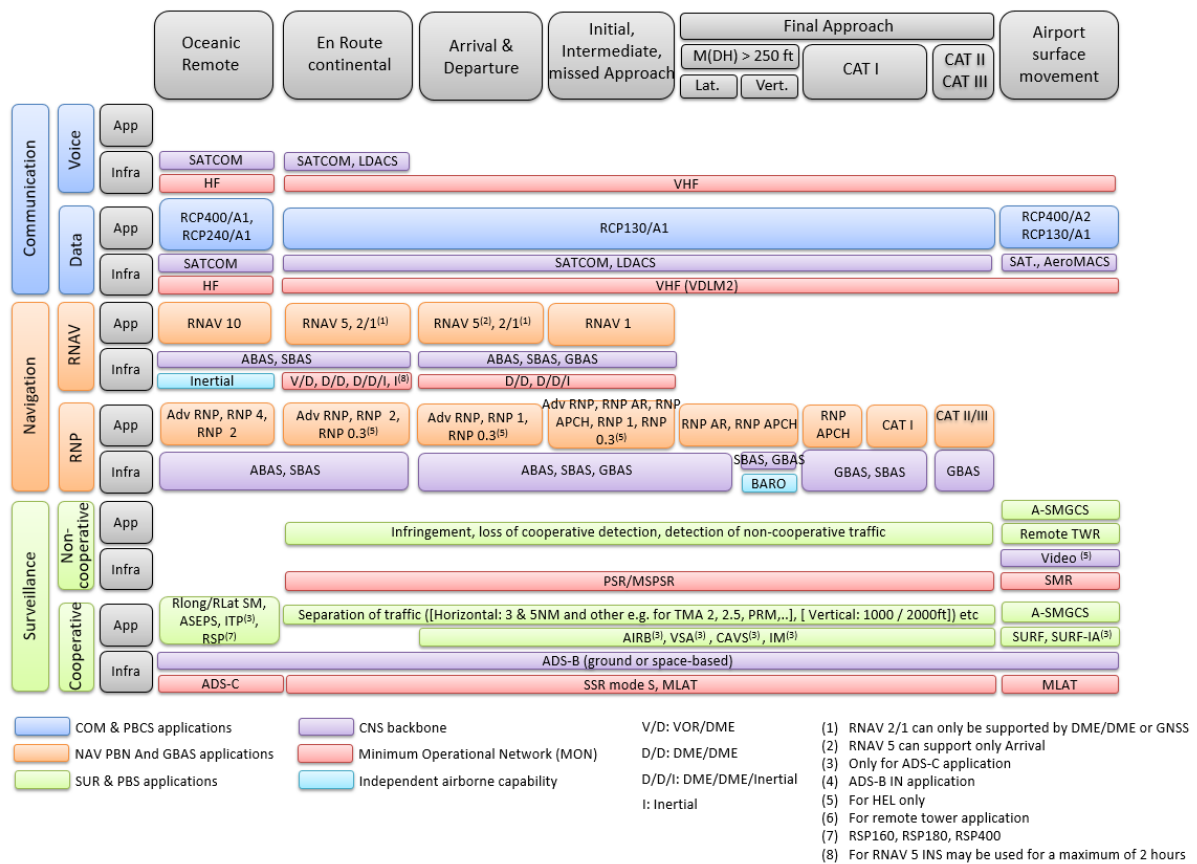 Oceanic
Remote
En Route
continental
Arrival &
Departure
Initial,
Intermediate,
missed Approach
Final Approach
M(DH) > 250 ft
Lat.
Vert.
CAT I
CAT II
CAT III
Airport
surface
movement
Communication
Voice
App
Infra
SATCOM
SATCOM, LDACS
HF
VHF
Data
App
RCP400/A1,
RCP240/A1
RCP130/A1
RCP400/A2
RCP130/A1
Infra
SATCOM
SATCOM, LDACS
SAT., AeroMACS
HF
VHF (VDLM2)
Navigation
RNAV
App
RNAV 10
RNAV 5, 2/1(1)
RNAV 5(2), 2/1(1)
RNAV 1
Infra
ABAS, SBAS
ABAS, SBAS, GBAS
Inertial
V/D, D/D, D/D/I, I(8)
D/D, D/D/I
RNP
App
Adv RNP, RNP 4,
RNP 2
Adv RNP, RNP 2,
RNP 0.3(5)
Adv RNP, RNP 1,
RNP 0.3(5)
Adv RNP, RNP AR, RNP
APCH, RNP 1, RNP
0.3(5)
RNP AR, RNP APCH
RNP
APCH
CAT I
CAT II/III
Infra
ABAS, SBAS
ABAS, SBAS, GBAS
SBAS, GBAS
BARO
GBAS, SBAS
GBAS
Surveillance
Non-
cooperative
App
Infringement, loss of cooperative detection, detection of non-cooperative traffic
A-SMGCS
Remote TWR
Infra
Video (5)
PSR/MSPSR
SMR
Cooperative
App
Rlong/RLat SM,
ASEPS, ITP(3),
RSP(7)
Separation of traffic ([Horizontal: 3 & 5NM and other e.g. for TMA 2, 2.5, PRM,..], [ Vertical: 1000 / 2000ft]) etc
A-SMGCS
AIRB(3), VSA(3), CAVS(3), IM(3)
SURF, SURF-IA(3)
Infra
ADS-B (ground or space-based)
ADS-C
SSR mode S, MLAT
MLAT
COM & PBCS applications
NAV PBN And GBAS applications
SUR & PBS applications
CNS backbone
Minimum Operational Network (MON)
Independent airborne capability
V/D: VOR/DME
D/D: DME/DME
D/D/I: DME/DME/Inertial
I: Inertial
(1) RNAV 2/1 can only be supported by DME/DME or GNSS
(2) RNAV 5 can support only Arrival
(3) Only for ADS-C application
(4) ADS-B IN application
(5) For HEL only
(6) For remote tower application
(7) RSP160, RSP180, RSP400
(8) For RNAV 5 INS may be used for a maximum of 2 hours